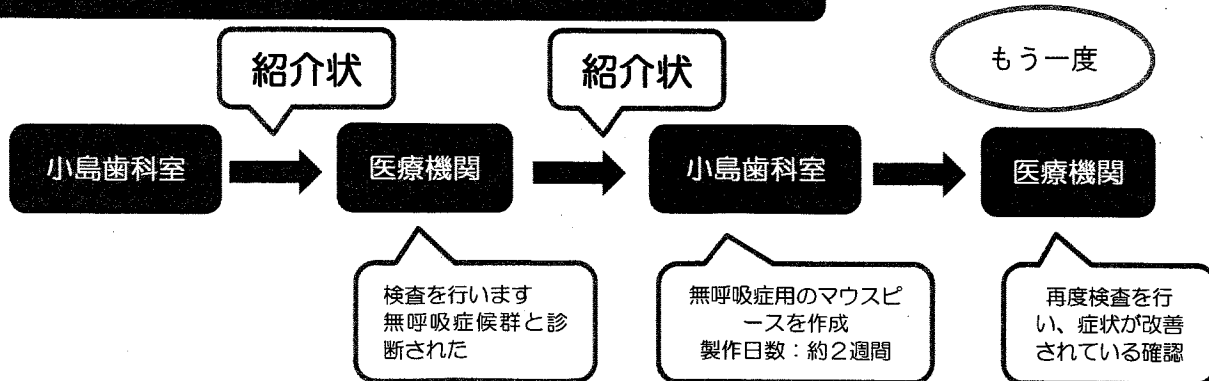 紹介状
紹介状
もう一度
小島歯科室
医療機関
小島歯科室
医療機関
検査を行います
無呼吸症候群と診
断された
無呼吸症用のマウスピ
ースを作成
製作日数：約2週間
再度検査を行
い、症状が改善
されている確認